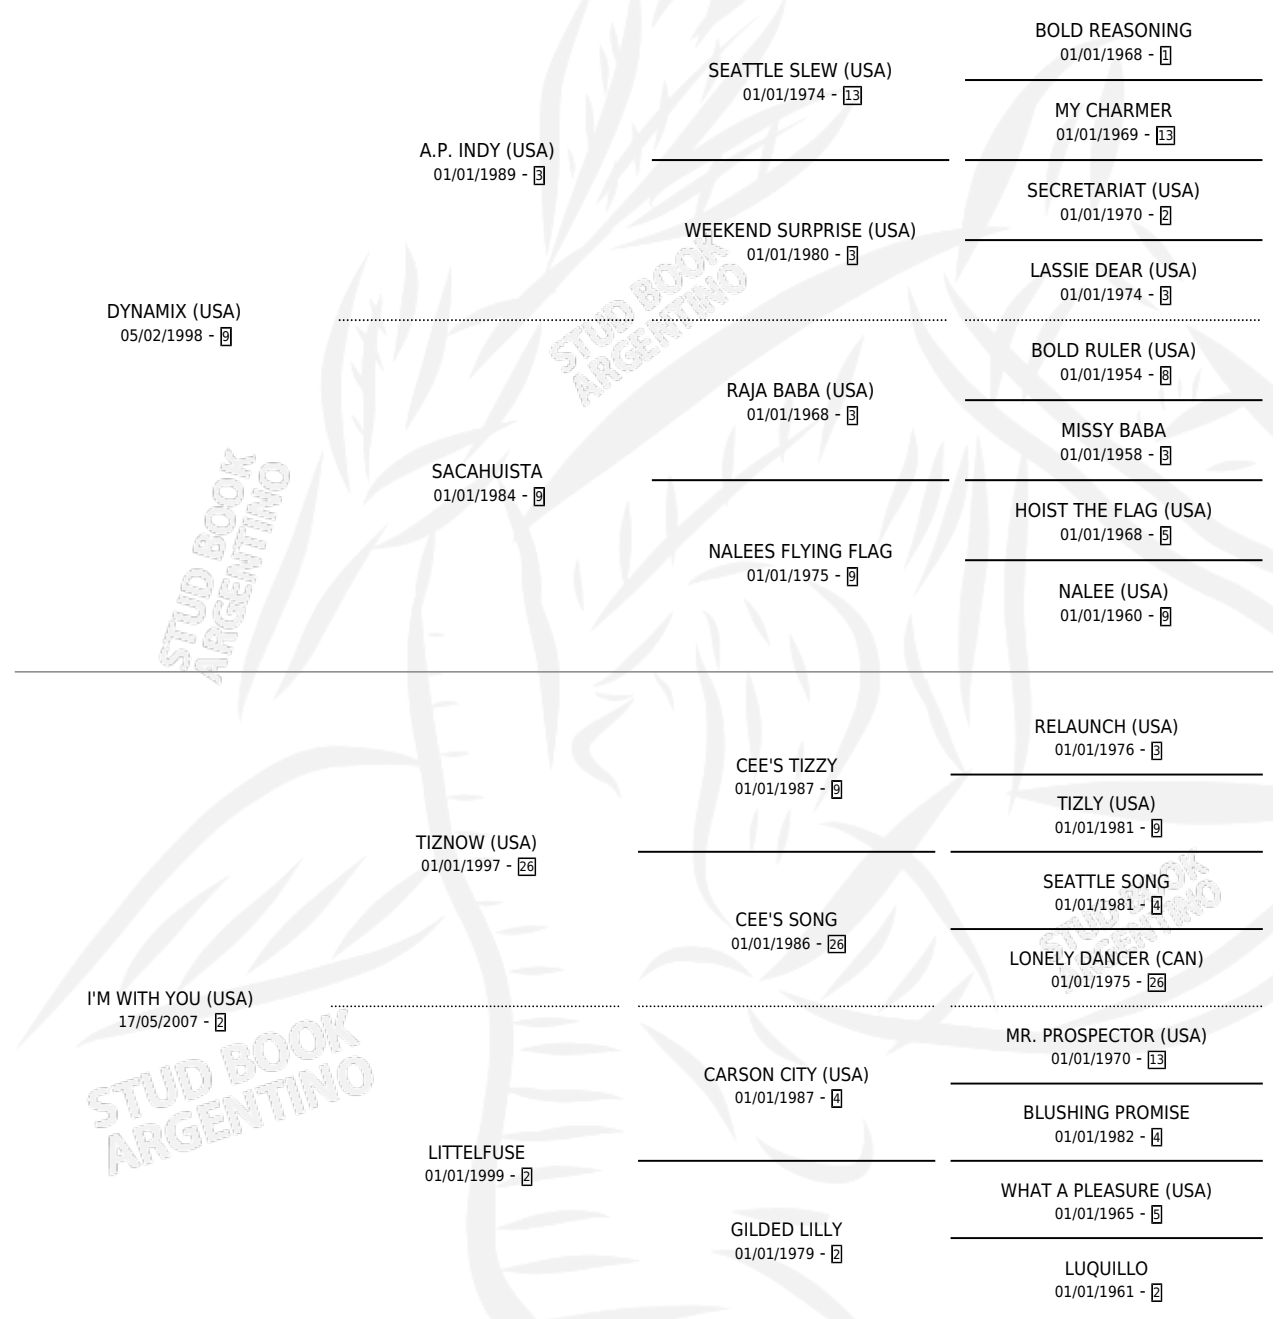 BOLD REASONING
01/01/1968 - 1
SEATTLE SLEW (USA)
01/01/1974 - 13
MY CHARMER
01/01/1969 - 13
A.P. INDY (USA)
01/01/1989 - 3
SECRETARIAT (USA)
01/01/1970 - 2
WEEKEND SURPRISE (USA)
01/01/1980 - 3
LASSIE DEAR (USA)
01/01/1974 - 3
DYNAMIX (USA)
05/02/1998 - 9
BOLD RULER (USA)
01/01/1954 - 8
RAJA BABA (USA)
01/01/1968 - 3
MISSY BABA
01/01/1958 - 3
SACAHUISTA
01/01/1984 - 9
HOIST THE FLAG (USA)
01/01/1968 - 5
NALEES FLYING FLAG
01/01/1975 - 9
NALEE (USA)
01/01/1960 - 9
RELAUNCH (USA)
01/01/1976 - 3
CEE'S TIZZY
01/01/1987 - 9
TIZLY (USA)
01/01/1981 - 9
TIZNOW (USA)
01/01/1997 - 26
SEATTLE SONG
01/01/1981 - 4
CEE'S SONG
01/01/1986 - 26
LONELY DANCER (CAN)
01/01/1975 - 26
I'M WITH YOU (USA)
17/05/2007 - 2
MR. PROSPECTOR (USA)
01/01/1970 - 13
CARSON CITY (USA)
01/01/1987 - 4
BLUSHING PROMISE
01/01/1982 - 4
LITTELFUSE
01/01/1999 - 2
WHAT A PLEASURE (USA)
01/01/1965 - 5
GILDED LILLY
01/01/1979 - 2
LUQUILLO
01/01/1961 - 2
STUD BOOK
ARGENTINO
STUD BOOK
ARGENTINO
STUD BOOK
ARGENTINO
STUD BOOK
ARGENTINO